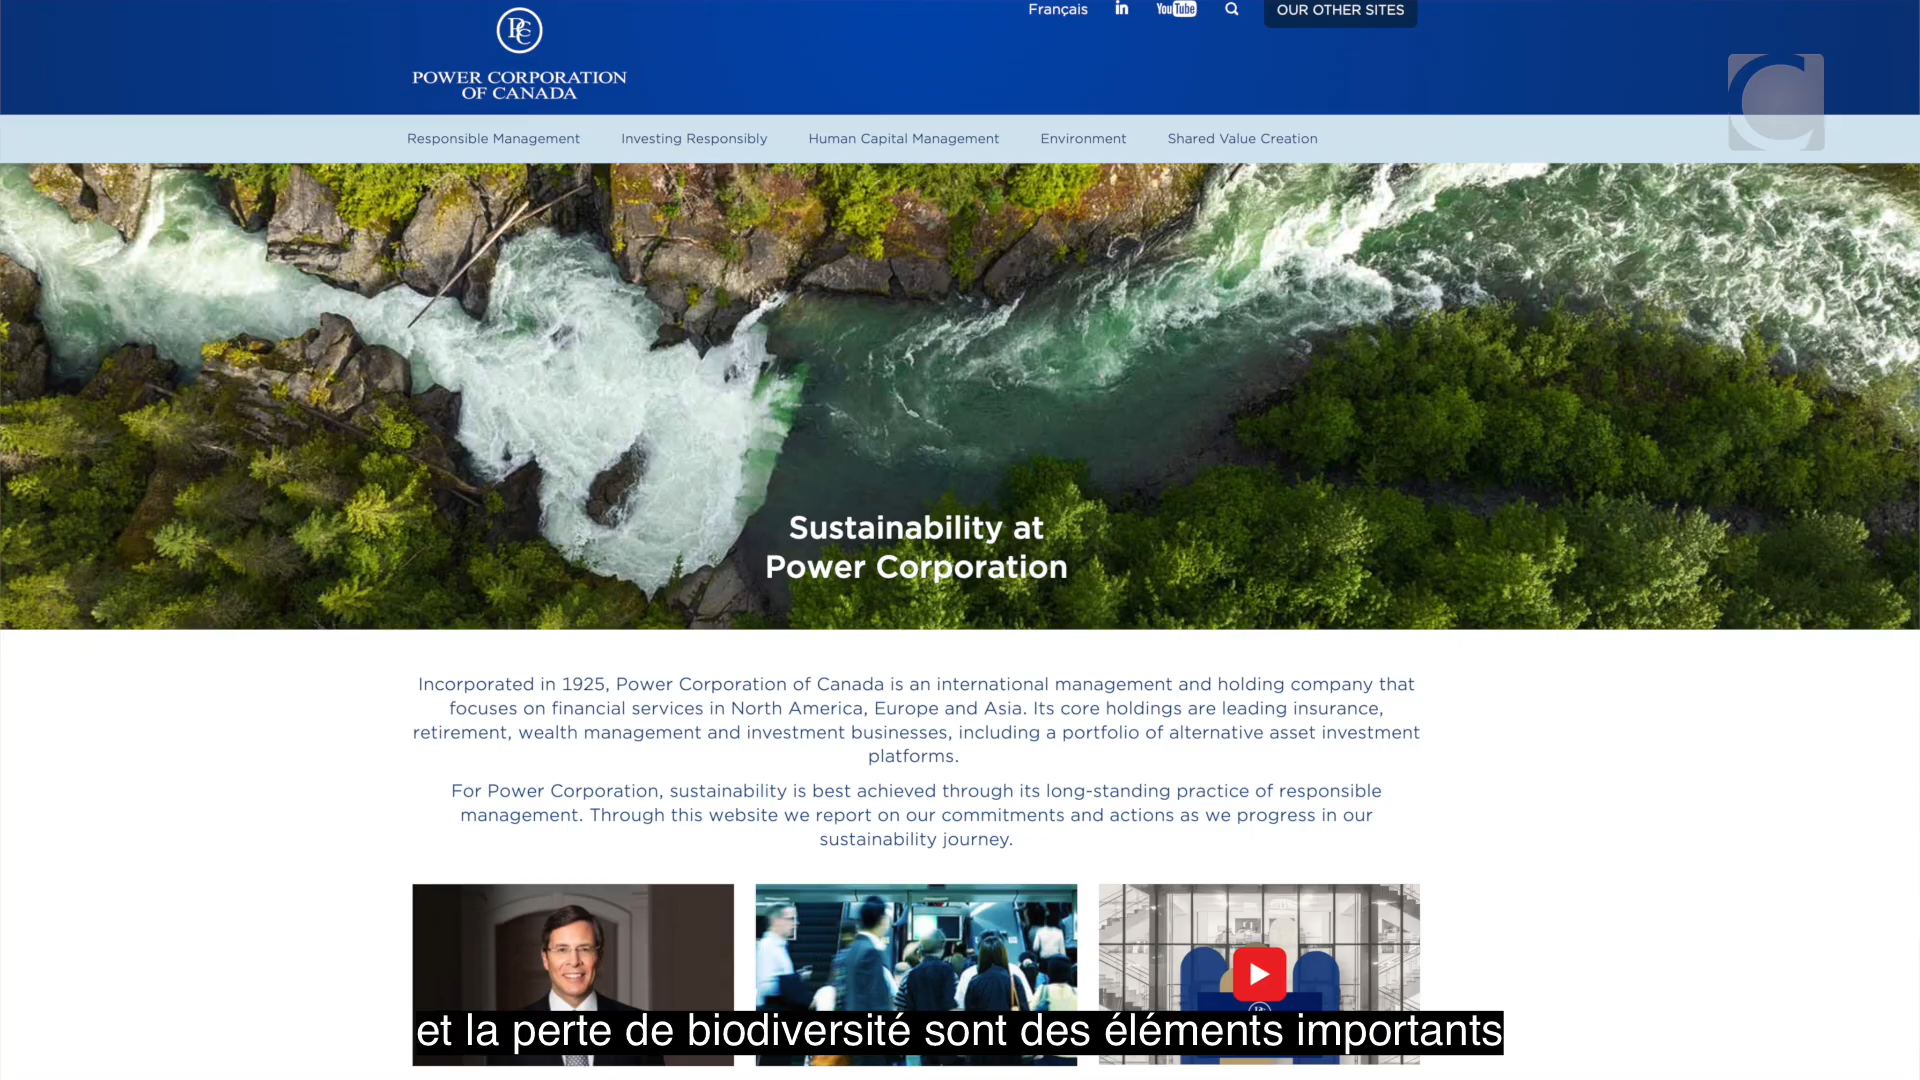 Français
in
YouTube
OUR OTHER SITES
PCC
POWER CORPORATION
OF CANADA
C
Responsible Management
Investing Responsibly
Human Capital Management
Environment
Shared Value Creation
Sustainability at
Power Corporation
Incorporated in 1925, Power Corporation of Canada is an international management and holding company that
focuses on financial services in North America, Europe and Asia. Its core holdings are leading insurance,
retirement, wealth management and investment businesses, including a portfolio of alternative asset investment
platforms.
For Power Corporation, sustainability is best achieved through its long-standing practice of responsible
management. Through this website we report on our commitments and actions as we progress in our
sustainability journey.
et la perte de biodiversité sont des éléments importants